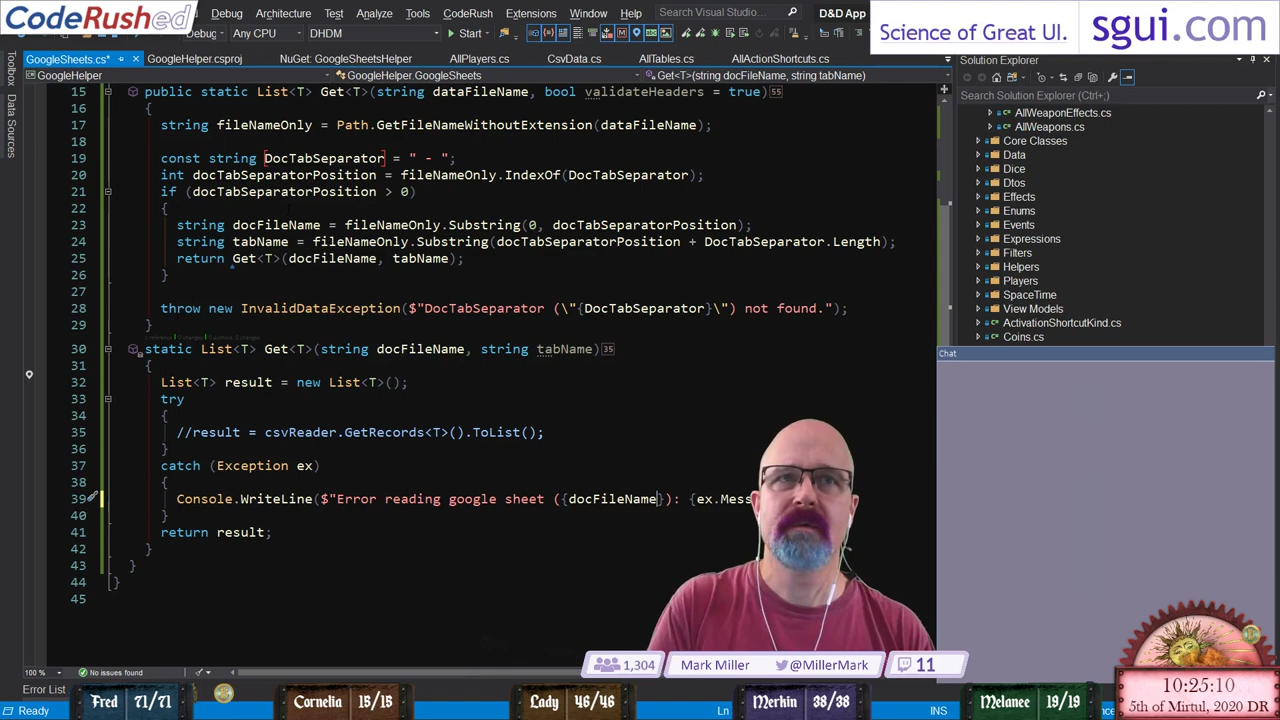 CodeRushed
Debug Architecture Test Analyze Tools CodeRush Extensions Window Help Search Visual Studio... D&D App
Science of Great UI. sgui.com
Debug Any CPU DHDM Start
GoogleSheets.cs* GoogleHelper.csproj NuGet: GoogleSheetsHelper AllPlayers.cs CsvData.cs AllTables.cs AllActionShortcuts.cs
GoogleHelper GoogleHelper.GoogleSheets Get<T>(string docFileName, string tabName)
Toolbox
Data Sources
15 public static List<T> Get<T>(string dataFileName, bool validateHeaders = true) 55
16 {
17 string fileNameOnly = Path.GetFileNameWithoutExtension(dataFileName);
18
19 const string DocTabSeparator = " - ";
20 int docTabSeparatorPosition = fileNameOnly.IndexOf(DocTabSeparator);
21 if (docTabSeparatorPosition > 0)
22 {
23 string docFileName = fileNameOnly.Substring(0, docTabSeparatorPosition);
24 string tabName = fileNameOnly.Substring(docTabSeparatorPosition + DocTabSeparator.Length);
25 return Get<T>(docFileName, tabName);
26 }
27
28 throw new InvalidDataException($"DocTabSeparator (\"{DocTabSeparator}\") not found.");
29 }
30 static List<T> Get<T>(string docFileName, string tabName) 35
31 {
32 List<T> result = new List<T>();
33 try
34 {
35 //result = csvReader.GetRecords<T>().ToList();
36 }
37 catch (Exception ex)
38 {
39 Console.WriteLine($"Error reading google sheet ({docFileName}): {ex.Mess
40 }
41 return result;
42 }
43 }
44 }
45
100 % No issues found
Error List
Ready Ln INS
Solution Explorer
Search Solution Explorer (Ctrl+;)
AllWeaponEffects.cs
AllWeapons.cs
Core Classes
Data
Dice
Dtos
Effects
Enums
Events
Expressions
Filters
Helpers
Players
SpaceTime
View Models
ActivationShortcutKind.cs
Coins.cs
Chat
1,304 Mark Miller @MillerMark 11
10:25:10
5th of Mirtul, 2020 DR
Fred 71/71 Cornelia 15/15 Lady 46/46 Merkin 38/38 Melanee 19/19